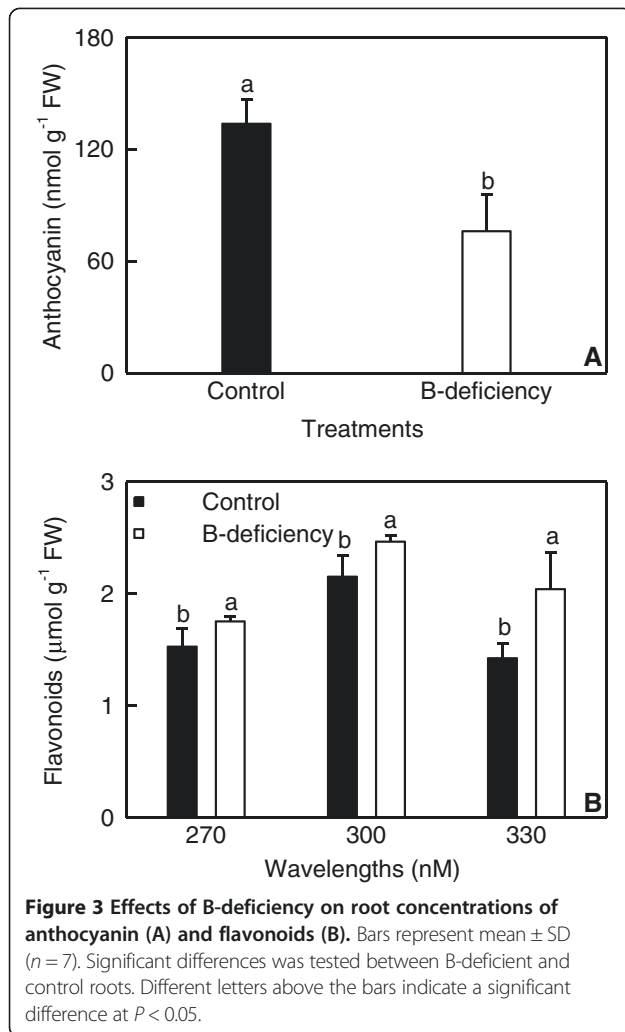 180
120
60
0
Anthocyanin (nmol g⁻¹ FW)
a
b
A
Control B-deficiency
Treatments
3
2
1
0
Flavonoids (μmol g⁻¹ FW)
Control
B-deficiency
b a b a b a
B
270 300 330
Wavelengths (nM)
Figure 3 Effects of B-deficiency on root concentrations of
anthocyanin (A) and flavonoids (B). Bars represent mean ± SD
(n = 7). Significant differences was tested between B-deficient and
control roots. Different letters above the bars indicate a significant
difference at P < 0.05.